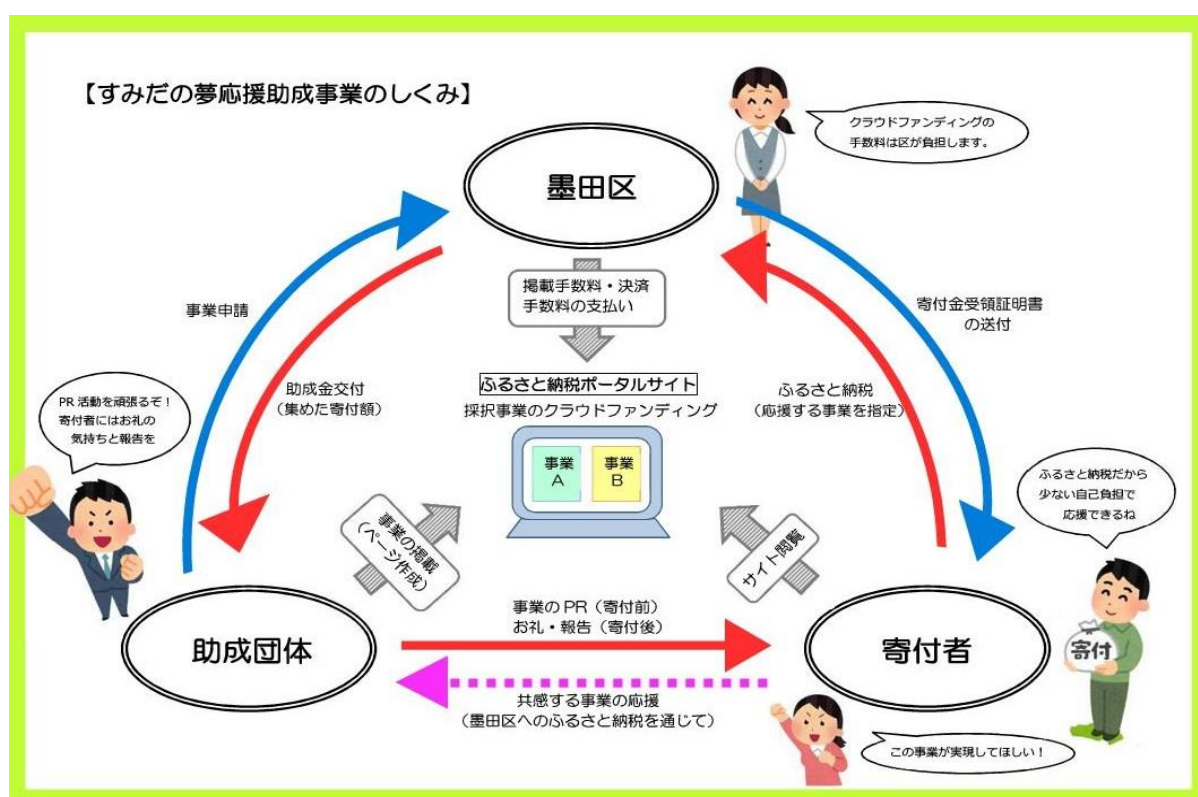 【すみだの夢応援助成事業のしくみ】
クラウドファンディングの
手数料は区が負担します。
墨田区
掲載手数料・決済
手数料の支払い
事業申請
寄付金受領証明書
の送付
助成金交付
（集めた寄付額）
ふるさと納税ポータルサイト
採択事業のクラウドファンディング
ふるさと納税
（応援する事業を指定）
PR 活動を頑張るぞ！
寄付者にはお礼の
気持ちと報告を
事業
A
事業
B
ふるさと納税だから
少ない自己負担で
応援できるね
事業の掲載
（ページ作成）
サイト閲覧
事業の PR（寄付前）
お礼・報告（寄付後）
助成団体
寄付者
寄付
共感する事業の応援
（墨田区へのふるさと納税を通じて）
この事業が実現してほしい！